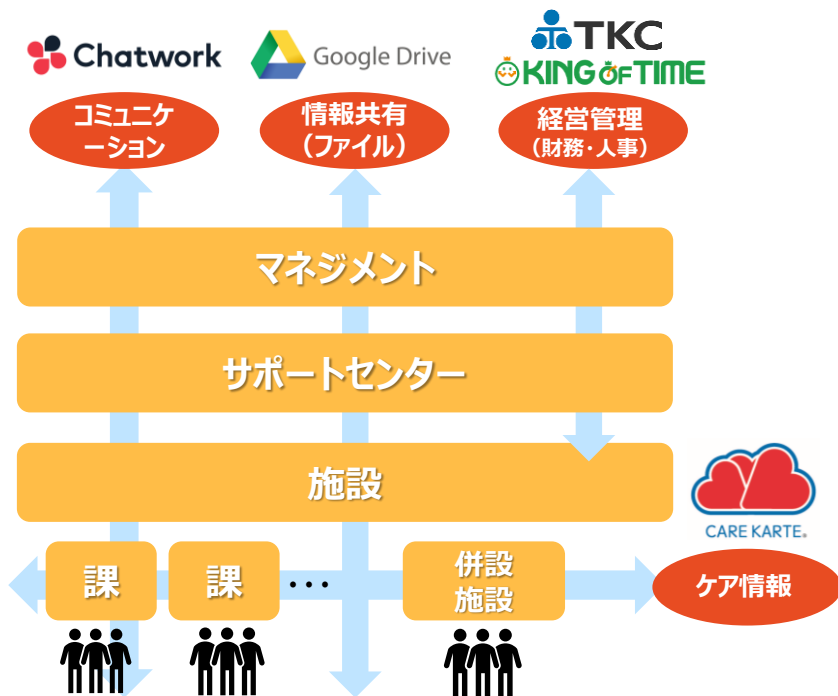 Chatwork
Google Drive
TKC
KING OF TIME
コミュニケ
ーション
情報共有
（ファイル）
経営管理
（財務・人事）
マネジメント
サポートセンター
施設
CARE KARTE®
課
課
・・・
併設
施設
ケア情報